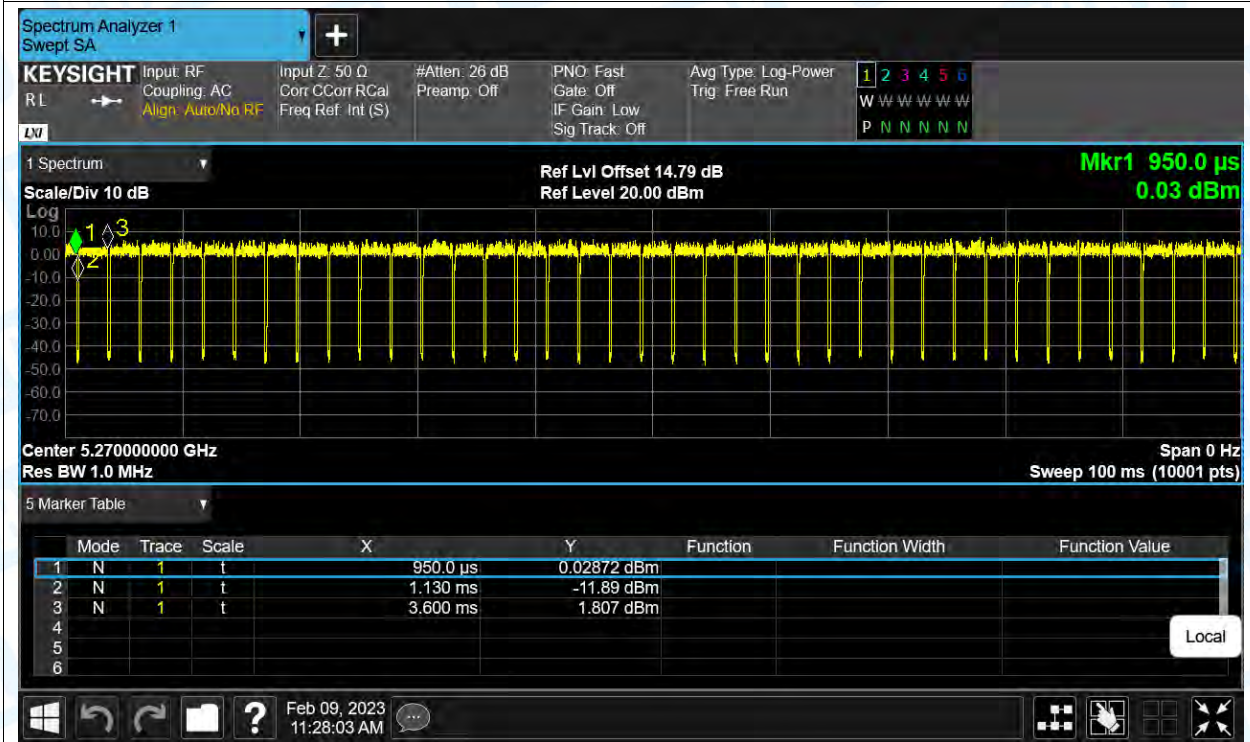 Spectrum Analyzer 1
Swept SA
+
KEYSIGHT Input: RF Input Z: 50 Ω #Atten: 26 dB PNO: Fast Avg Type: Log-Power 1 2 3 4 5 6
RL Coupling: AC Corr CCorr RCal Preamp: Off Gate: Off Trig: Free Run W W W W W W
Align: Auto/No RF Freq Ref: Int (S) IF Gain: Low
LXI Sig Track: Off P N N N N N
1 Spectrum Ref Lvl Offset 14.79 dB Mkr1 950.0 µs
Scale/Div 10 dB Ref Level 20.00 dBm 0.03 dBm
Log
10.0 1 3
0.00 2
-10.0
-20.0
-30.0
-40.0
-50.0
-60.0
-70.0
Center 5.270000000 GHz Span 0 Hz
Res BW 1.0 MHz Sweep 100 ms (10001 pts)
5 Marker Table
Mode Trace Scale X Y Function Function Width Function Value
1 N 1 t 950.0 µs 0.02872 dBm
2 N 1 t 1.130 ms -11.89 dBm
3 N 1 t 3.600 ms 1.807 dBm
4
5
6
Local
?
Feb 09, 2023
11:28:03 AM